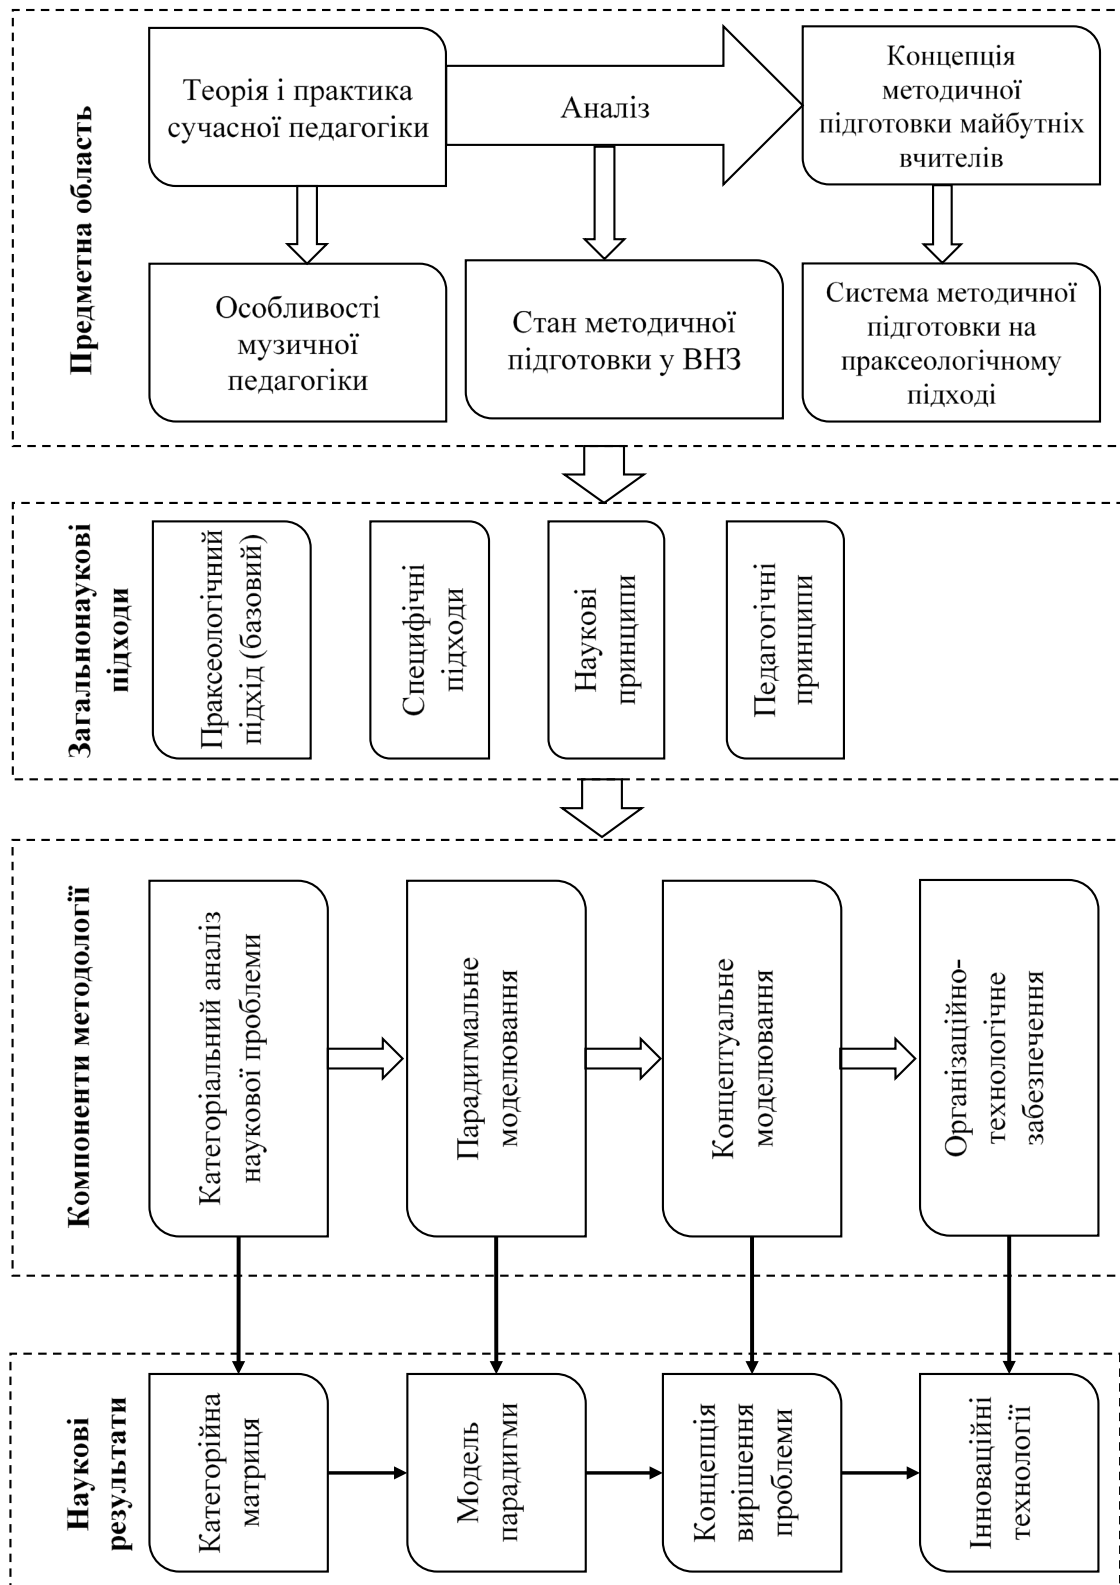 Предметна область
Теорія і практика
сучасної педагогіки
Аналіз
Концепція
методичної
підготовки майбутніх
вчителів
Особливості
музичної
педагогіки
Стан методичної
підготовки у ВНЗ
Система методичної
підготовки на
праксеологічному
підході
Загальнонаукові
підходи
Праксеологічний
підхід (базовий)
Специфічні
підходи
Наукові
принципи
Педагогічні
принципи
Компоненти методології
Категоріальний аналіз
наукової проблеми
Парадигмальне
моделювання
Концептуальне
моделювання
Організаційно-
технологічне
забезпечення
Наукові
результати
Категорійна
матриця
Модель
парадигми
Концепція
вирішення
проблеми
Інноваційні
технології